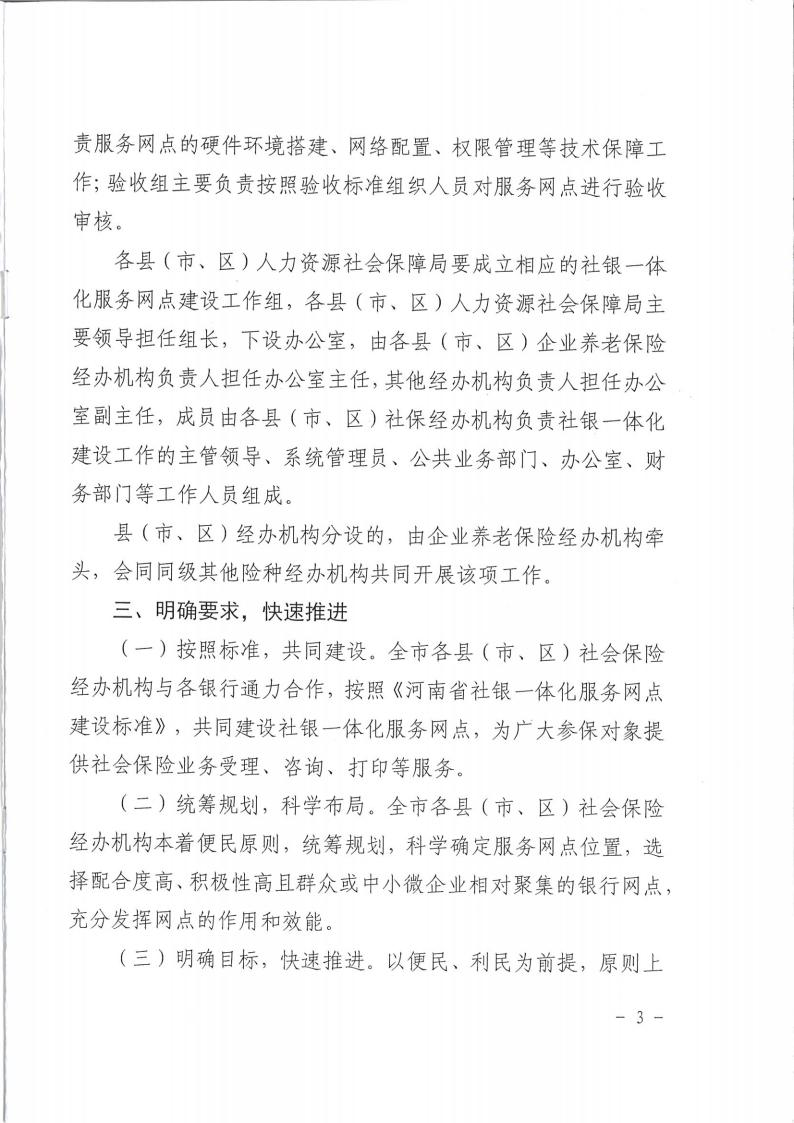 责服务网点的硬件环境搭建、网络配置、权限管理等技术保障工
作；验收组主要负责按照验收标准组织人员对服务网点进行验收
审核。
各县（市、区）人力资源社会保障局要成立相应的社银一体
化服务网点建设工作组，各县（市、区）人力资源社会保障局主
要领导担任组长，下设办公室，由各县（市、区）企业养老保险
经办机构负责人担任办公室主任，其他经办机构负责人担任办公
室副主任，成员由各县（市、区）社保经办机构负责社银一体化
建设工作的主管领导、系统管理员、公共业务部门、办公室、财
务部门等工作人员组成。
县（市、区）经办机构分设的，由企业养老保险经办机构牵
头，会同同级其他险种经办机构共同开展该项工作。
三、明确要求，快速推进
（一）按照标准，共同建设。全市各县（市、区）社会保险
经办机构与各银行通力合作，按照《河南省社银一体化服务网点
建设标准》，共同建设社银一体化服务网点，为广大参保对象提
供社会保险业务受理、咨询、打印等服务。
（二）统筹规划，科学布局。全市各县（市、区）社会保险
经办机构本着便民原则，统筹规划，科学确定服务网点位置，选
择配合度高、积极性高且群众或中小微企业相对聚集的银行网点，
充分发挥网点的作用和效能。
（三）明确目标，快速推进。以便民、利民为前提，原则上
- 3 -